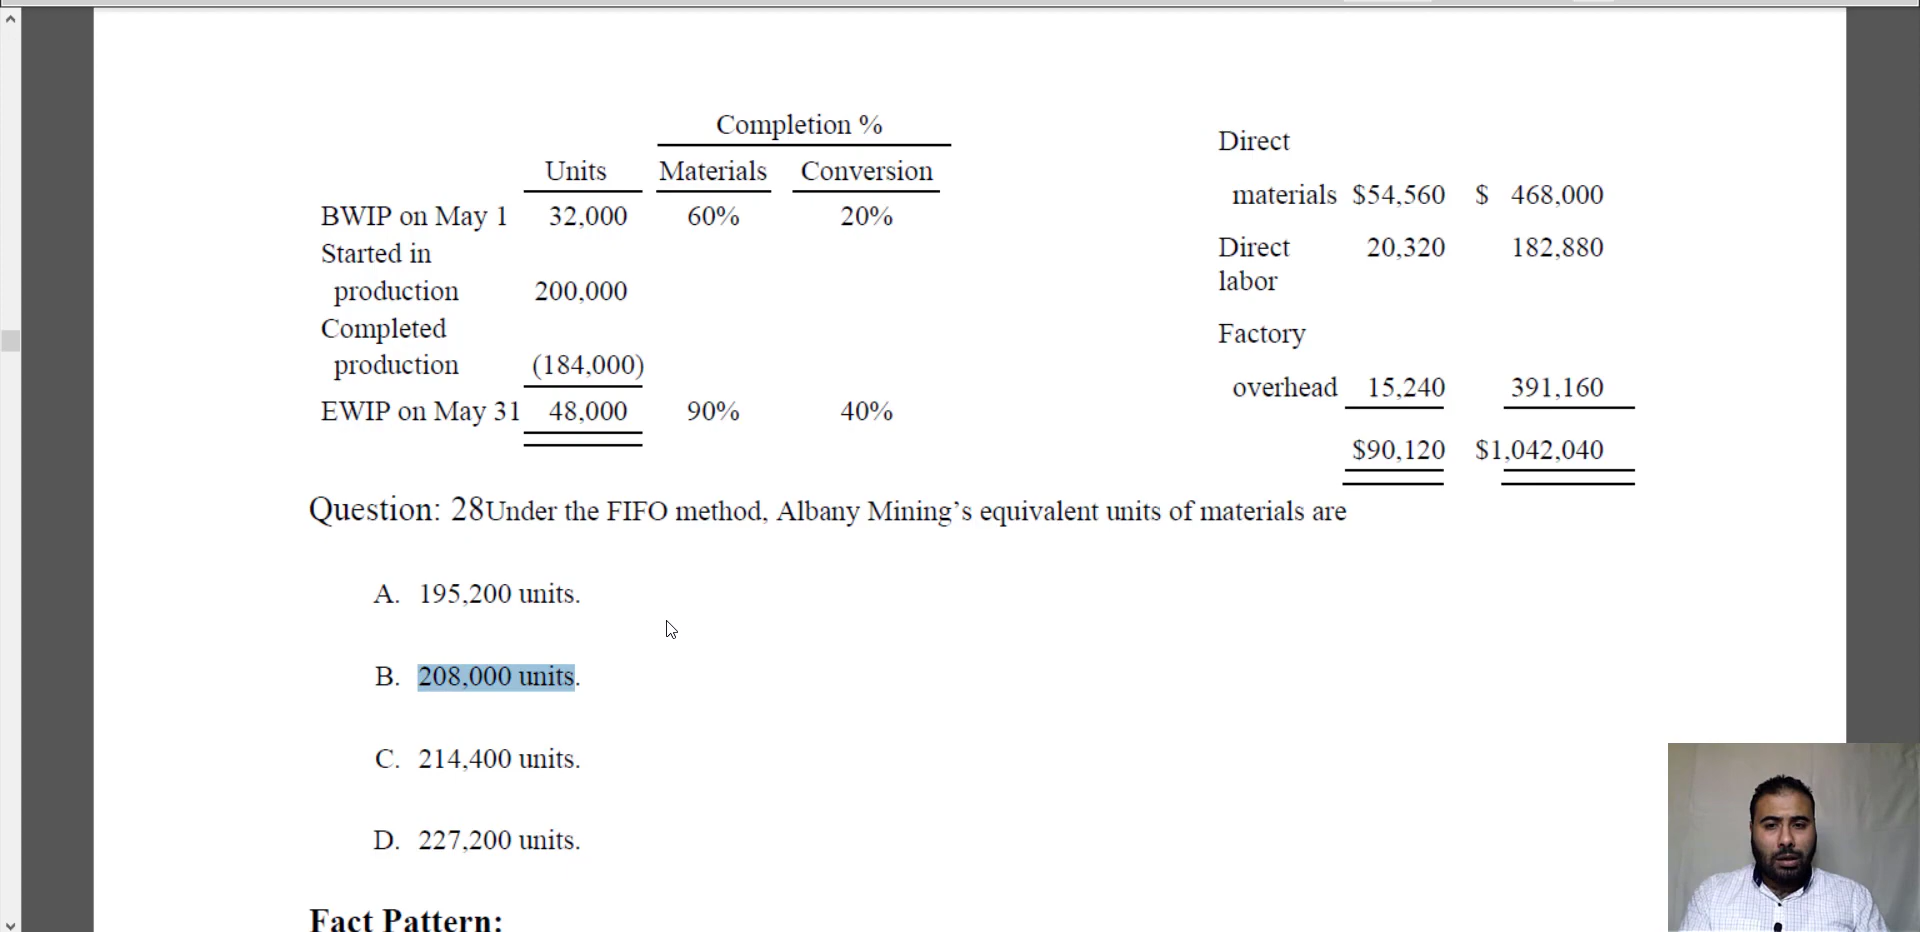 Completion %
Units Materials Conversion
BWIP on May 1 32,000 60% 20%
Started in
production 200,000
Completed
production (184,000)
EWIP on May 31 48,000 90% 40%
Direct
materials $54,560 $ 468,000
Direct 20,320 182,880
labor
Factory
overhead 15,240 391,160
$90,120 $1,042,040
Question: 28Under the FIFO method, Albany Mining’s equivalent units of materials are
A. 195,200 units.
B. 208,000 units.
C. 214,400 units.
D. 227,200 units.
Fact Pattern: